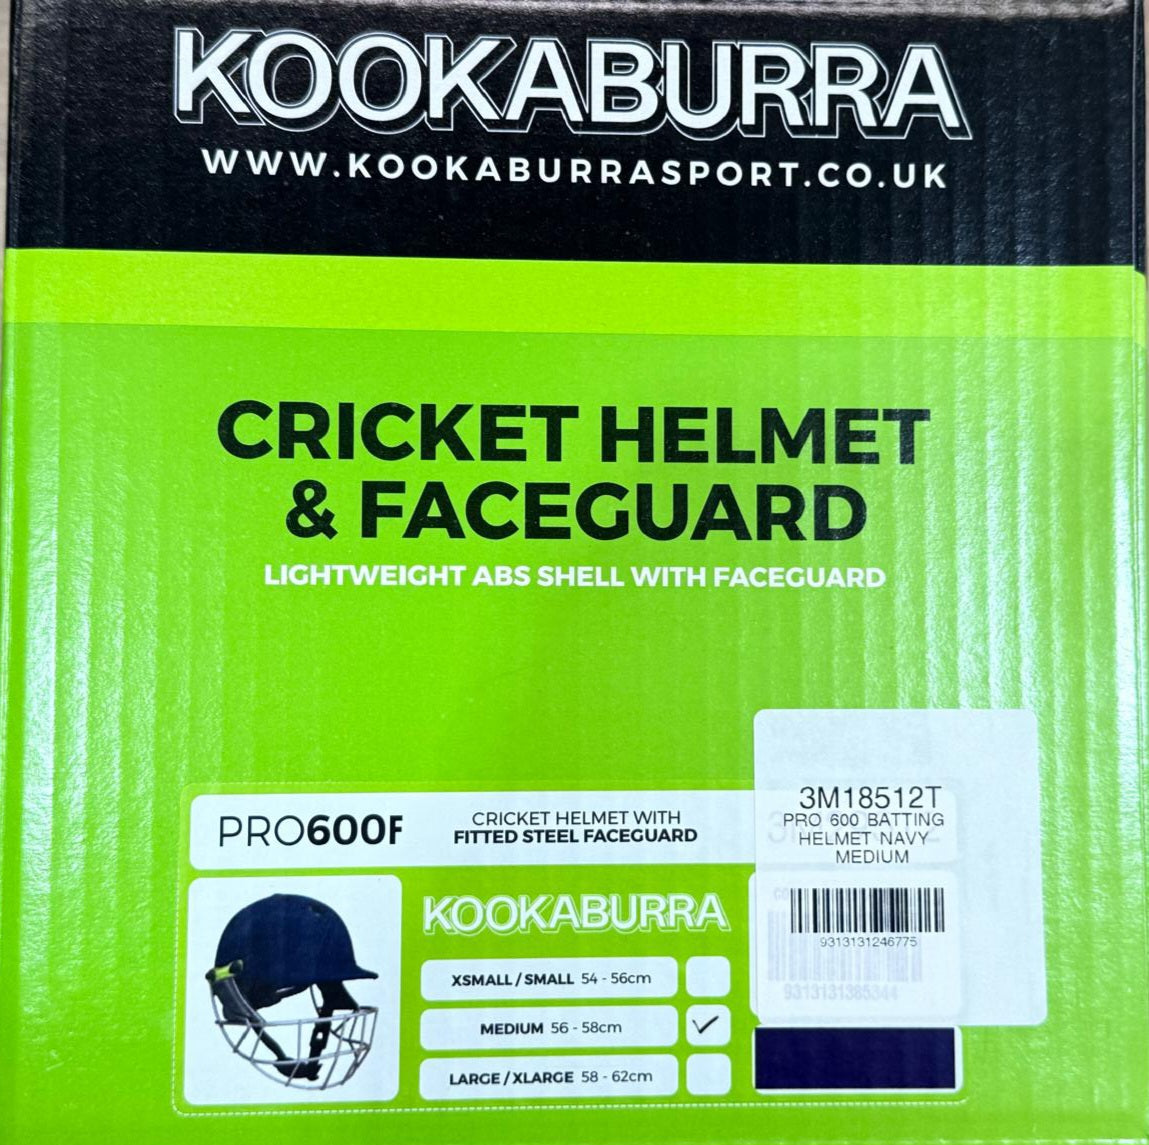 KOOKABURRA
WWW.KOOKABURRASPORT.CO.UK
CRICKET HELMET
& FACEGUARD
LIGHTWEIGHT ABS SHELL WITH FACEGUARD
PRO600F
CRICKET HELMET WITH
FITTED STEEL FACEGUARD
3M18512T
PRO 600 BATTING
HELMET NAVY
MEDIUM
9313131246775
9313131385344
KOOKABURRA
XSMALL / SMALL 54 - 56cm
MEDIUM 56 - 58cm
LARGE / XLARGE 58 - 62cm